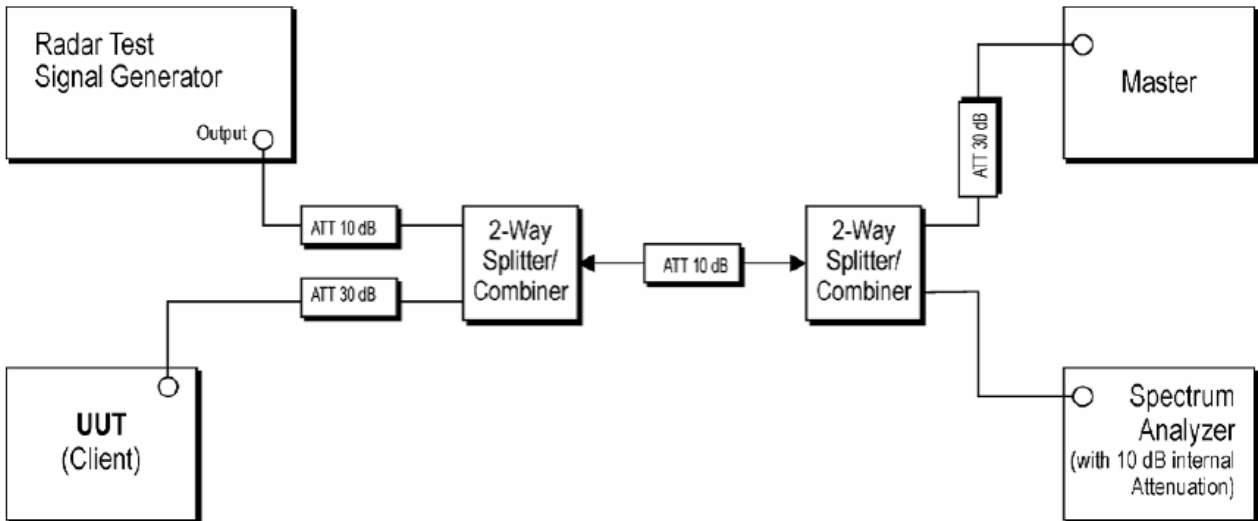 Radar Test
Signal Generator
Output
ATT 10 dB
ATT 30 dB
UUT
(Client)
2-Way
Splitter/
Combiner
ATT 10 dB
2-Way
Splitter/
Combiner
ATT 30 dB
Master
Spectrum
Analyzer
(with 10 dB internal
Attenuation)